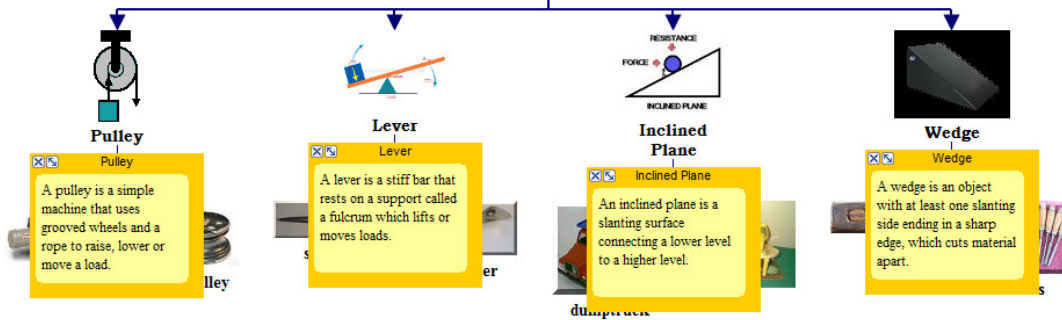 Pulley
Pulley
A pulley is a simple
machine that uses
grooved wheels and a
rope to raise, lower or
move a load.
lley
Lever
Lever
A lever is a stiff bar that
rests on a support called
a fulcrum which lifts or
moves loads.
s
er
RESISTANCE
FORCE
INCLINED PLANE
Inclined
Plane
Inclined Plane
An inclined plane is a
slanting surface
connecting a lower level
to a higher level.
dumptruck
Wedge
Wedge
A wedge is an object
with at least one slanting
side ending in a sharp
edge, which cuts material
apart.
s